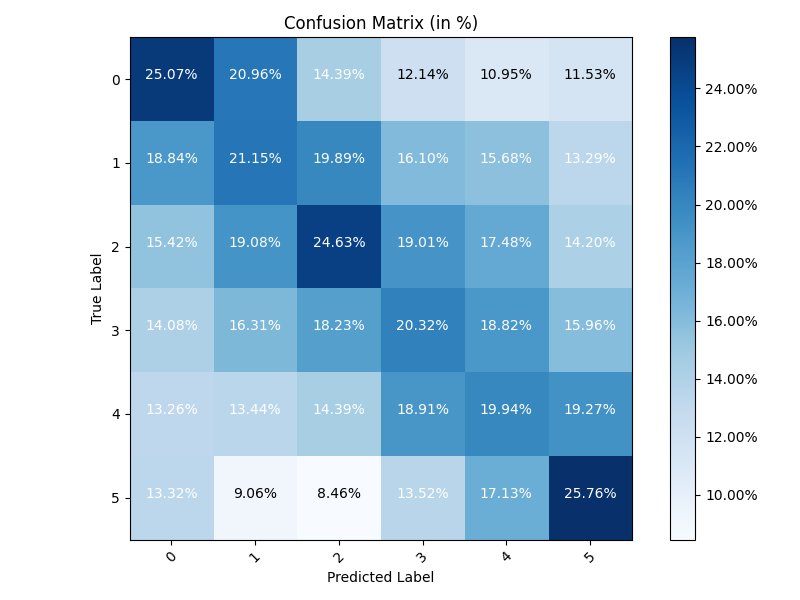 Confusion Matrix (in %)
0 25.07% 20.96% 14.39% 12.14% 10.95% 11.53%
1 18.84% 21.15% 19.89% 16.10% 15.68% 13.29%
2 15.42% 19.08% 24.63% 19.01% 17.48% 14.20%
3 14.08% 16.31% 18.23% 20.32% 18.82% 15.96%
4 13.26% 13.44% 14.39% 18.91% 19.94% 19.27%
5 13.32% 9.06% 8.46% 13.52% 17.13% 25.76%
0 1 2 3 4 5
Predicted Label
True Label
24.00%
22.00%
20.00%
18.00%
16.00%
14.00%
12.00%
10.00%